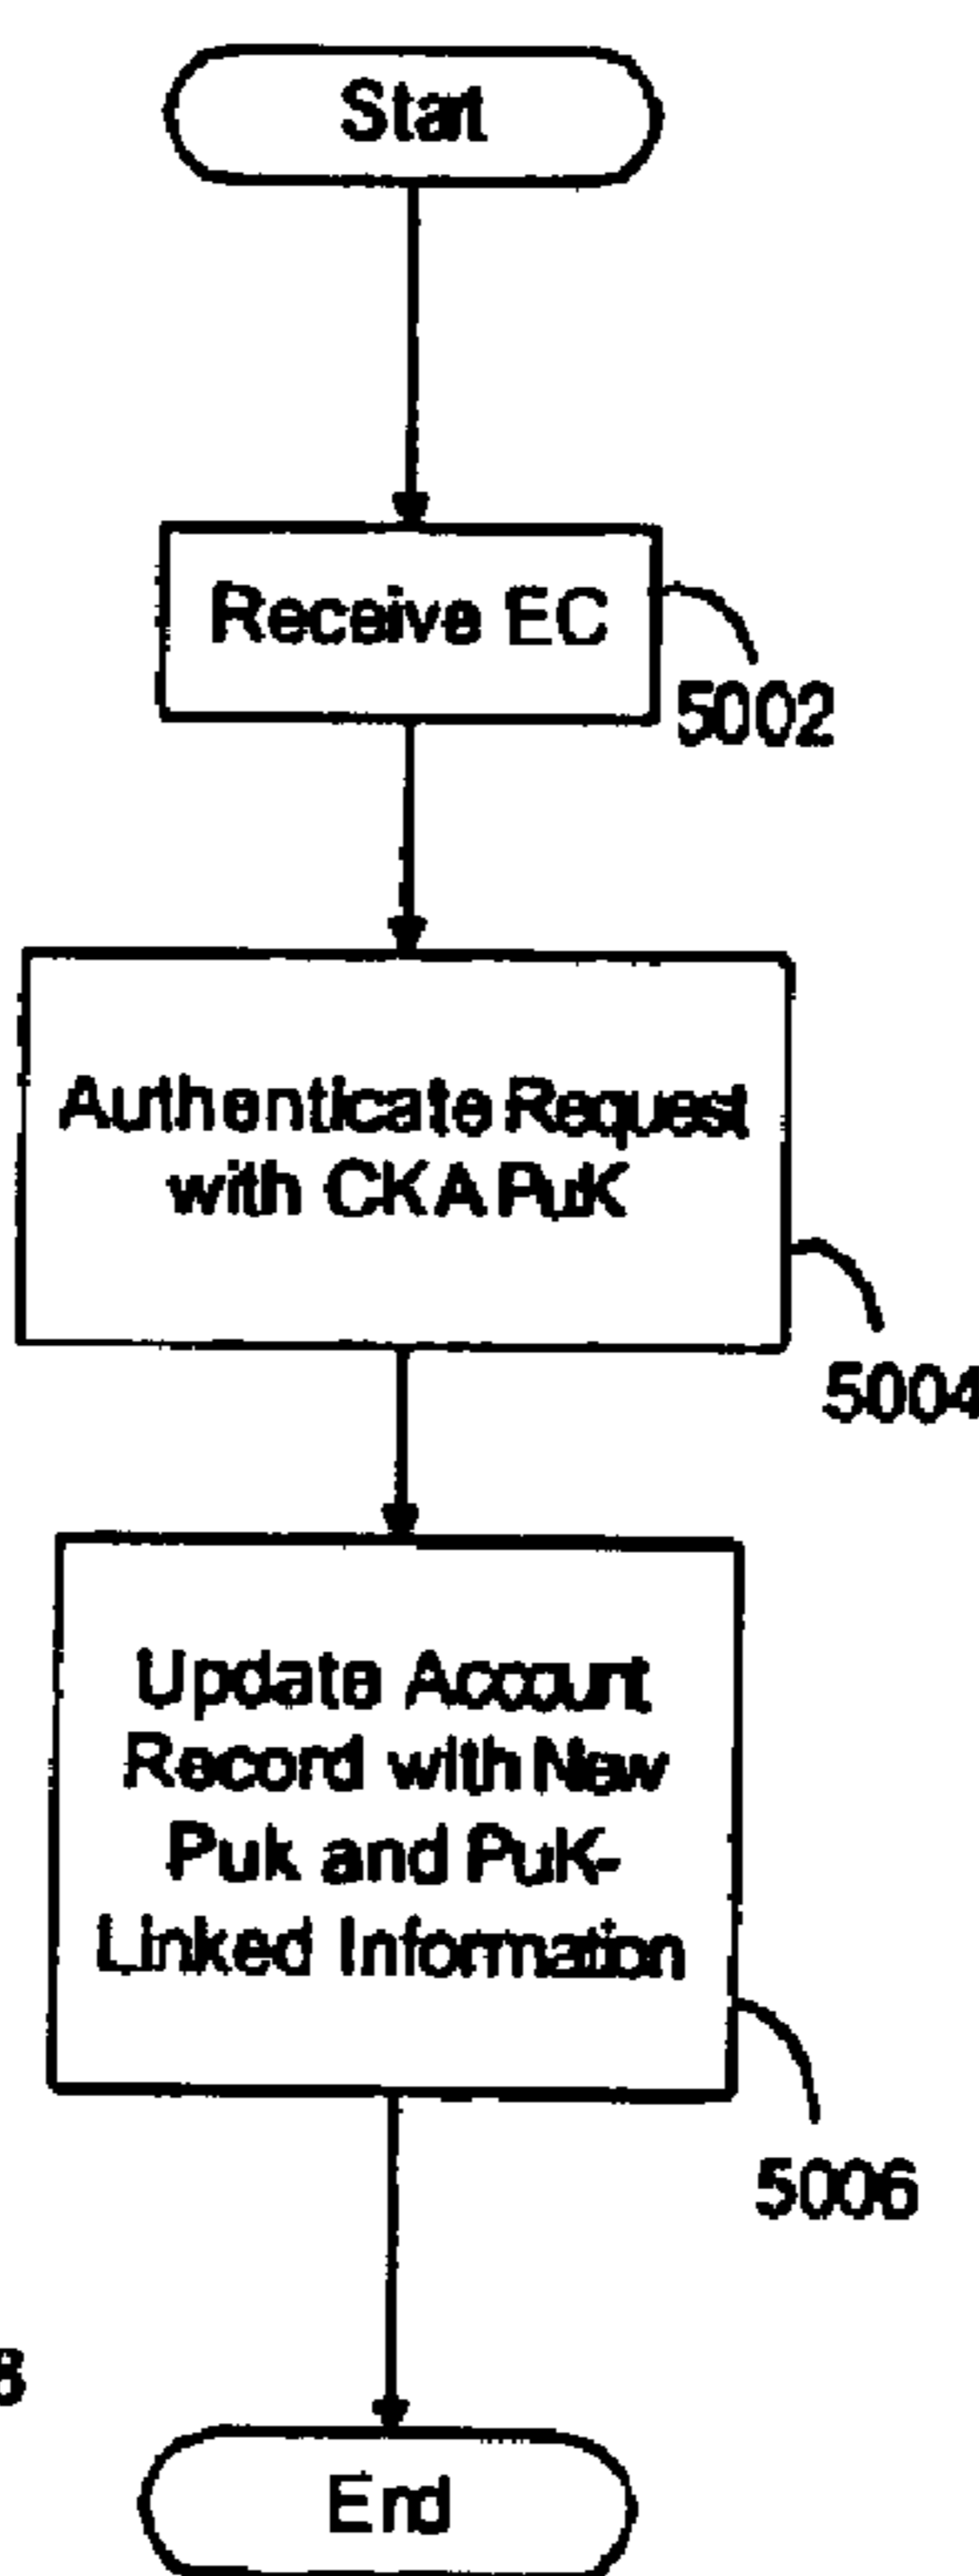 Start
Receive EC
5002
Authenticate Request
with CKA PuK
5004
Update Account
Record with New
Puk and PuK-
Linked Information
5006
8
End